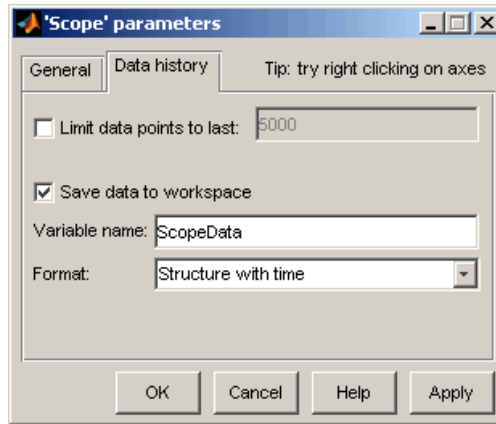 'Scope' parameters
General Data history Tip: try right clicking on axes
Limit data points to last: 5000
Save data to workspace
Variable name: ScopeData
Format: Structure with time
OK Cancel Help Apply